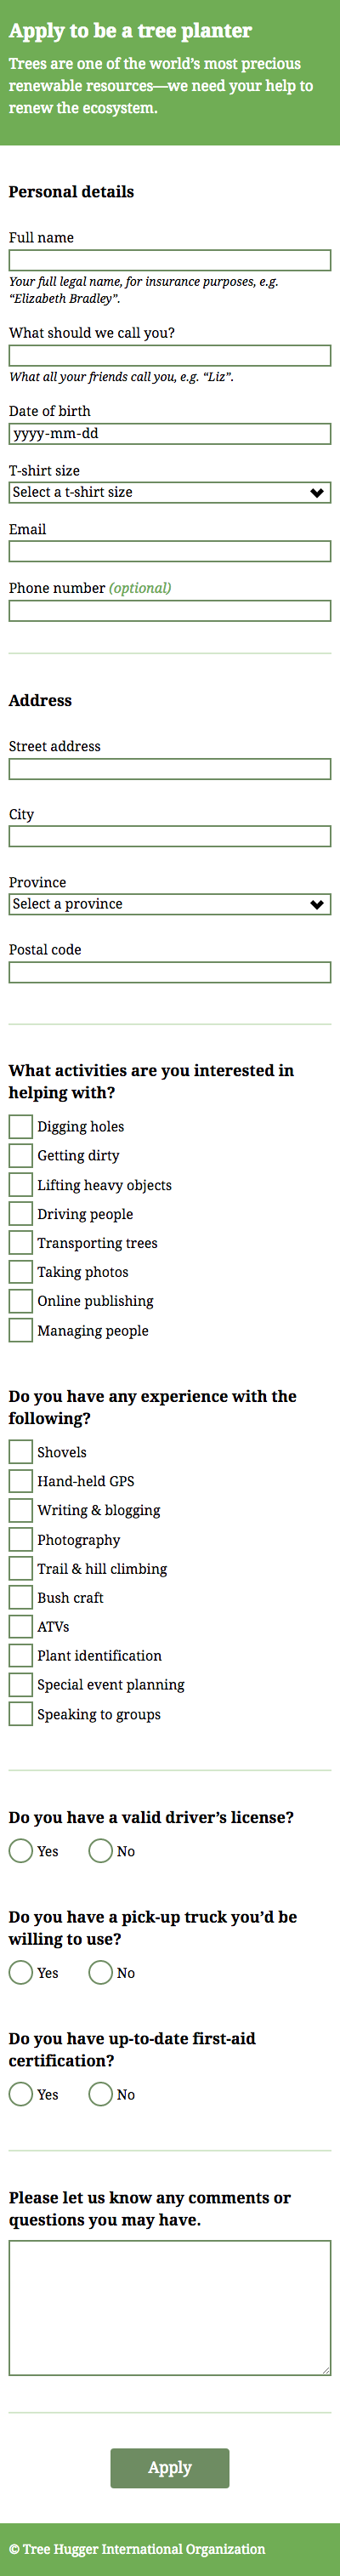 Apply to be a tree planter
Trees are one of the world’s most precious
renewable resources—we need your help to
renew the ecosystem.
Personal details
Full name
Your full legal name, for insurance purposes, e.g.
“Elizabeth Bradley”.
What should we call you?
What all your friends call you, e.g. “Liz”.
Date of birth
yyyy-mm-dd
T-shirt size
Select a t-shirt size
Email
Phone number (optional)
Address
Street address
City
Province
Select a province
Postal code
What activities are you interested in
helping with?
Digging holes
Getting dirty
Lifting heavy objects
Driving people
Transporting trees
Taking photos
Online publishing
Managing people
Do you have any experience with the
following?
Shovels
Hand-held GPS
Writing & blogging
Photography
Trail & hill climbing
Bush craft
ATVs
Plant identification
Special event planning
Speaking to groups
Do you have a valid driver’s license?
Yes No
Do you have a pick-up truck you’d be
willing to use?
Yes No
Do you have up-to-date first-aid
certification?
Yes No
Please let us know any comments or
questions you may have.
Apply
© Tree Hugger International Organization